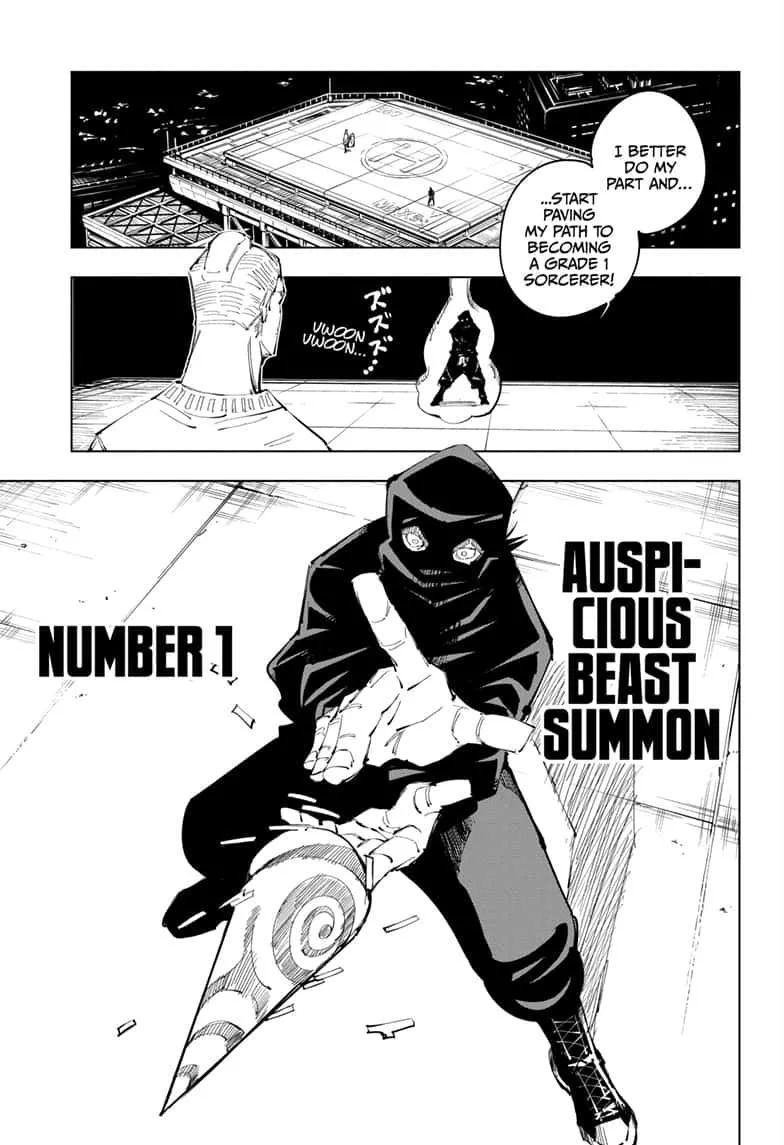 I BETTER
DO MY
PART AND...
...START
PAVING
MY PATH TO
BECOMING
A GRADE 1
SORCERER!
ズズズ…
VWOON
VWOON...
AUSPI-
CIOUS
BEAST
SUMMON
NUMBER 1